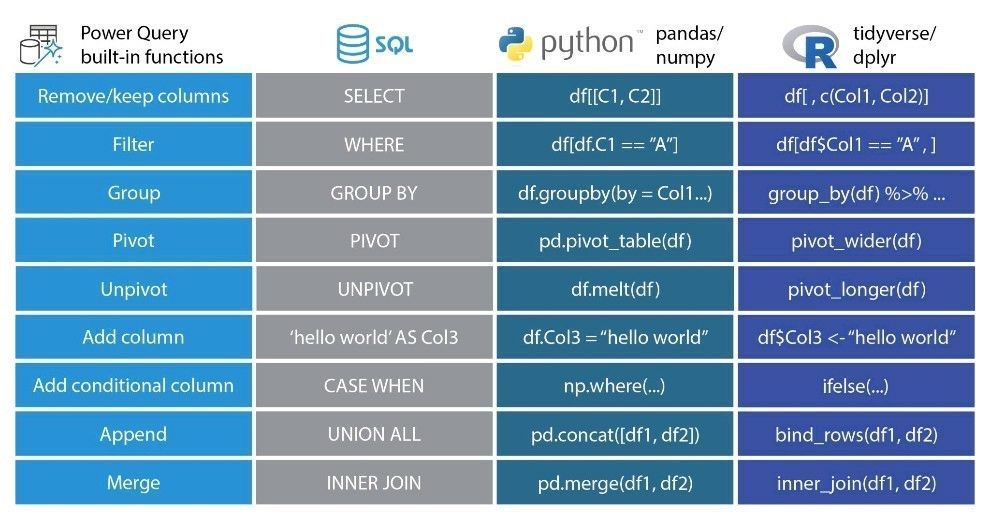 Power Query
built-in functions
SQL
python™ pandas/
numpy
R tidyverse/
dplyr
Remove/keep columns SELECT df[[C1, C2]] df[ , c(Col1, Col2)]
Filter WHERE df[df.C1 == ”A”] df[df$Col1 == ”A” , ]
Group GROUP BY df.groupby(by = Col1...) group_by(df) %>% ...
Pivot PIVOT pd.pivot_table(df) pivot_wider(df)
Unpivot UNPIVOT df.melt(df) pivot_longer(df)
Add column ‘hello world’ AS Col3 df.Col3 = “hello world” df$Col3 <- “hello world”
Add conditional column CASE WHEN np.where(...) ifelse(...)
Append UNION ALL pd.concat([df1, df2]) bind_rows(df1, df2)
Merge INNER JOIN pd.merge(df1, df2) inner_join(df1, df2)